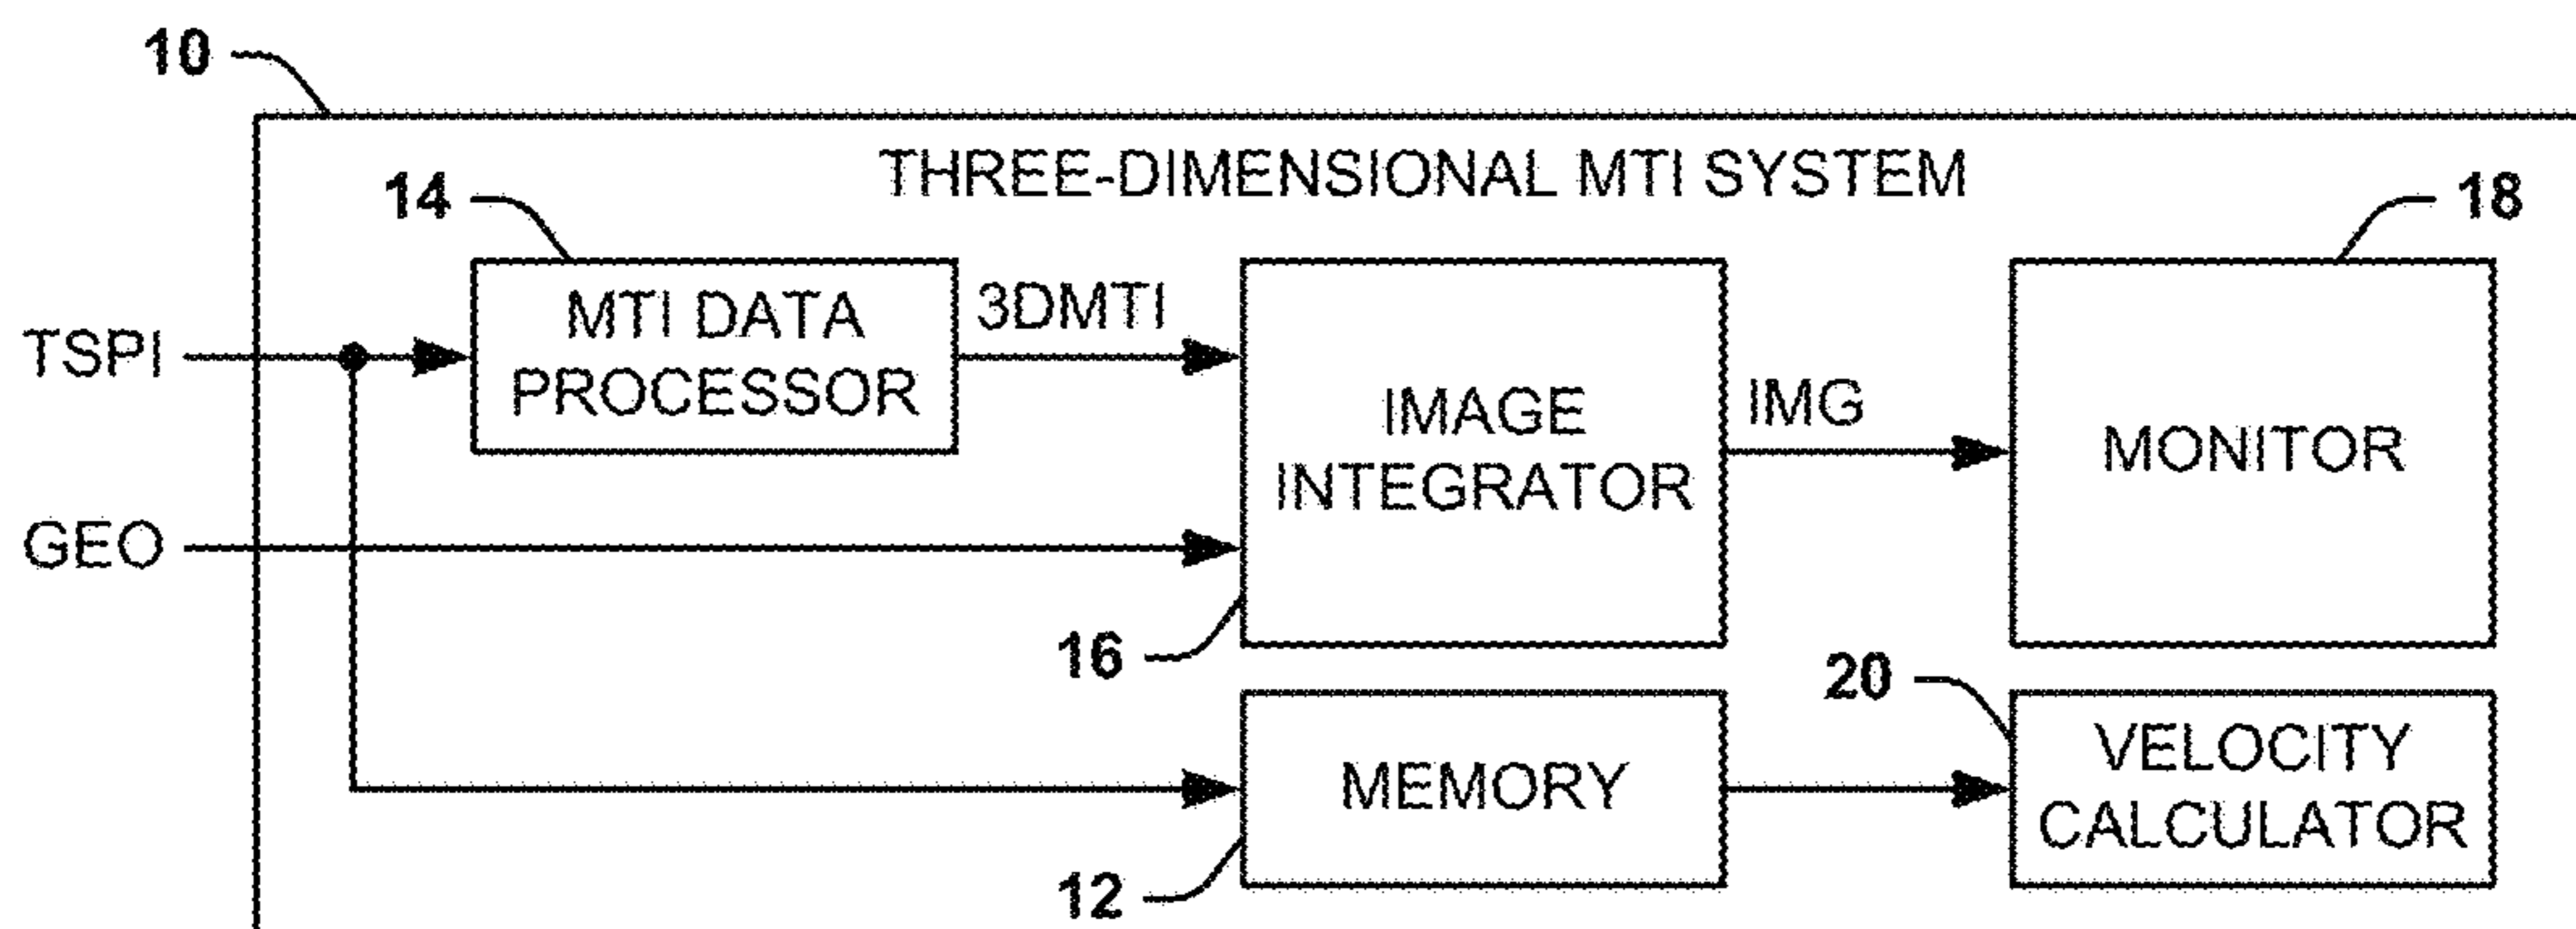 10
THREE-DIMENSIONAL MTI SYSTEM
14
18
MTI DATA
PROCESSOR
3DMTI
TSPI
IMAGE
INTEGRATOR
IMG
MONITOR
GEO
16
20
MEMORY
VELOCITY
CALCULATOR
12